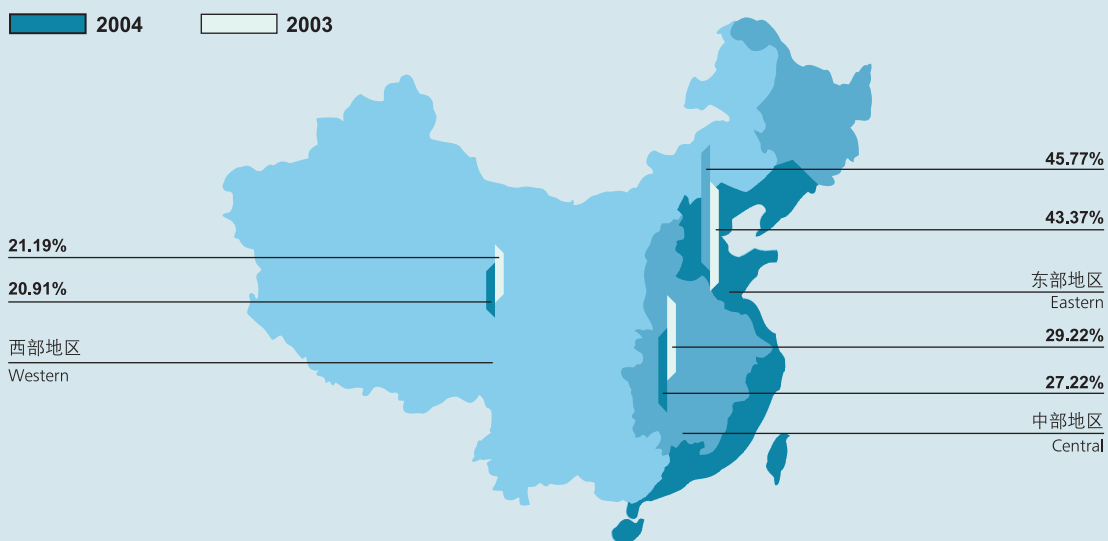 2004
2003
45.77%
43.37%
东部地区
Eastern
21.19%
20.91%
西部地区
Western
29.22%
27.22%
中部地区
Central